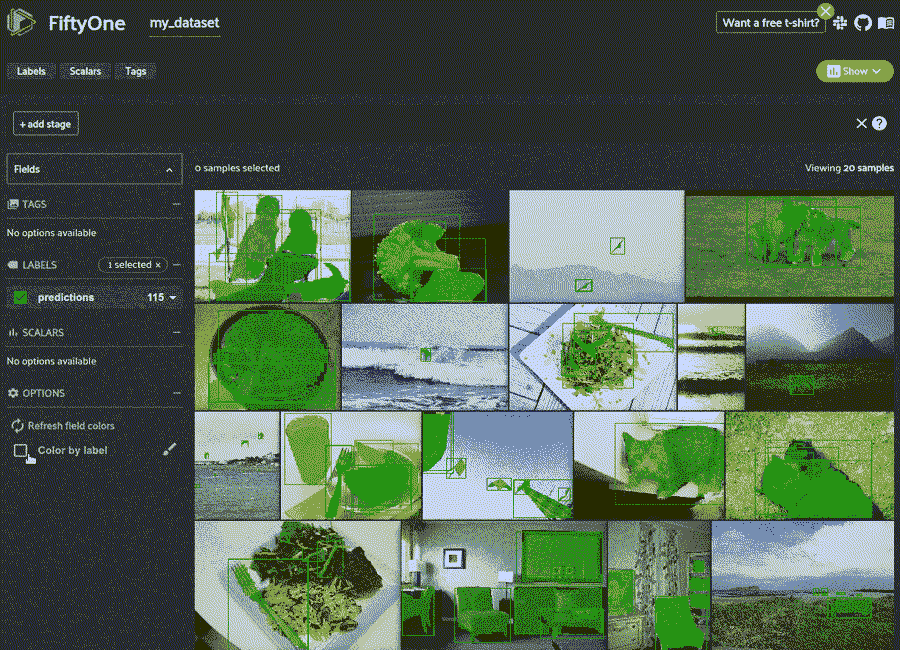 FiftyOne my_dataset Want a free t-shirt?
Labels Scalars Tags Show
+ add stage
Fields 0 samples selected Viewing 20 samples
TAGS
No options available
LABELS 1 selected ×
predictions 115
SCALARS
No options available
OPTIONS
Refresh field colors
Color by label